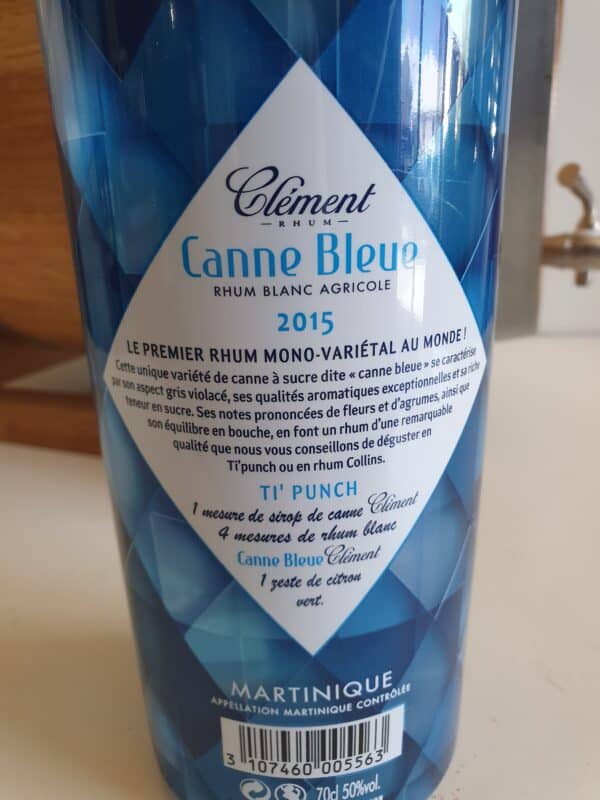 Clément
RHUM
Canne Bleue
RHUM BLANC AGRICOLE
2015
LE PREMIER RHUM MONO-VARIÉTAL AU MONDE !
Cette unique variété de canne à sucre dite « canne bleue » se caractérise
par son aspect gris violacé, ses qualités aromatiques exceptionnelles et sa riche
teneur en sucre. Ses notes prononcées de fleurs et d'agrumes, ainsi que
son équilibre en bouche, en font un rhum d'une remarquable
qualité que nous vous conseillons de déguster en
Ti'punch ou en rhum Collins.
TI' PUNCH
1 mesure de sirop de canne Clément
4 mesures de rhum blanc
Canne Bleue Clément
1 zeste de citron
vert.
MARTINIQUE
APPELLATION MARTINIQUE CONTRÔLÉE
3 107460 005563
70cl 50%vol.